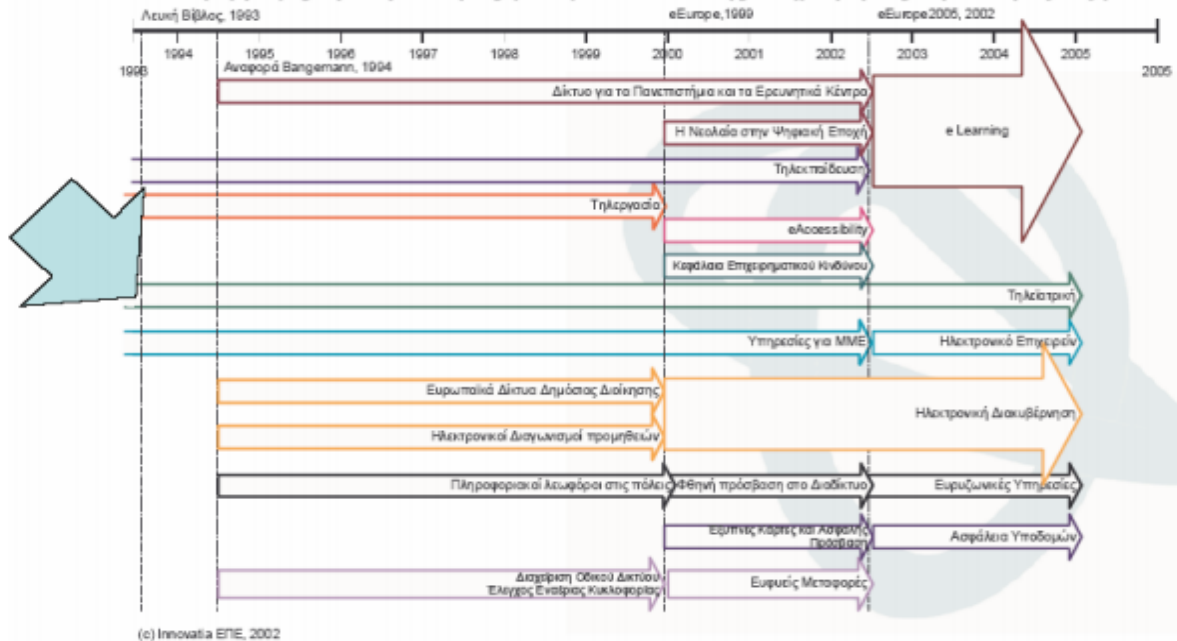 Λευκή Βίβλος, 1993
eEurope, 1999
eEurope2005, 2002
1994 1995 1996 1997 1998 1999 2000 2001 2002 2003 2004 2005
1993
2005
Αναφορά Bangemann, 1994
Δίκτυο για τα Πανεπιστήμια και τα Ερευνητικά Κέντρα
Η Νεολαία στην Ψηφιακή Εποχή
e Learning
Τηλεκπαίδευση
Τηλεργασία
eAccessibility
Κεφάλαια Επιχειρηματικού Κινδύνου
Τηλεϊατρική
Υπηρεσίες για ΜΜΕ
Ηλεκτρονικό Επιχειρείν
Ευρωπαϊκά Δίκτυα Δημόσιας Διοίκησης
Ηλεκτρονική Διακυβέρνηση
Ηλεκτρονικοί Διαγωνισμοί προμηθειών
Πληροφοριακοί λεωφόροι στις πόλεις
Φθηνή πρόσβαση στο Διαδίκτυο
Ευρυζωνικές Υπηρεσίες
Έξυπνες Κάρτες και Ασφαλής
Πρόσβαση
Ασφάλεια Υποδομών
Διαχείριση Οδικού Δικτύου
Έλεγχος Εναέριας Κυκλοφορίας
Ευφυείς Μεταφορές
(c) Innovatia ΕΠΕ, 2002